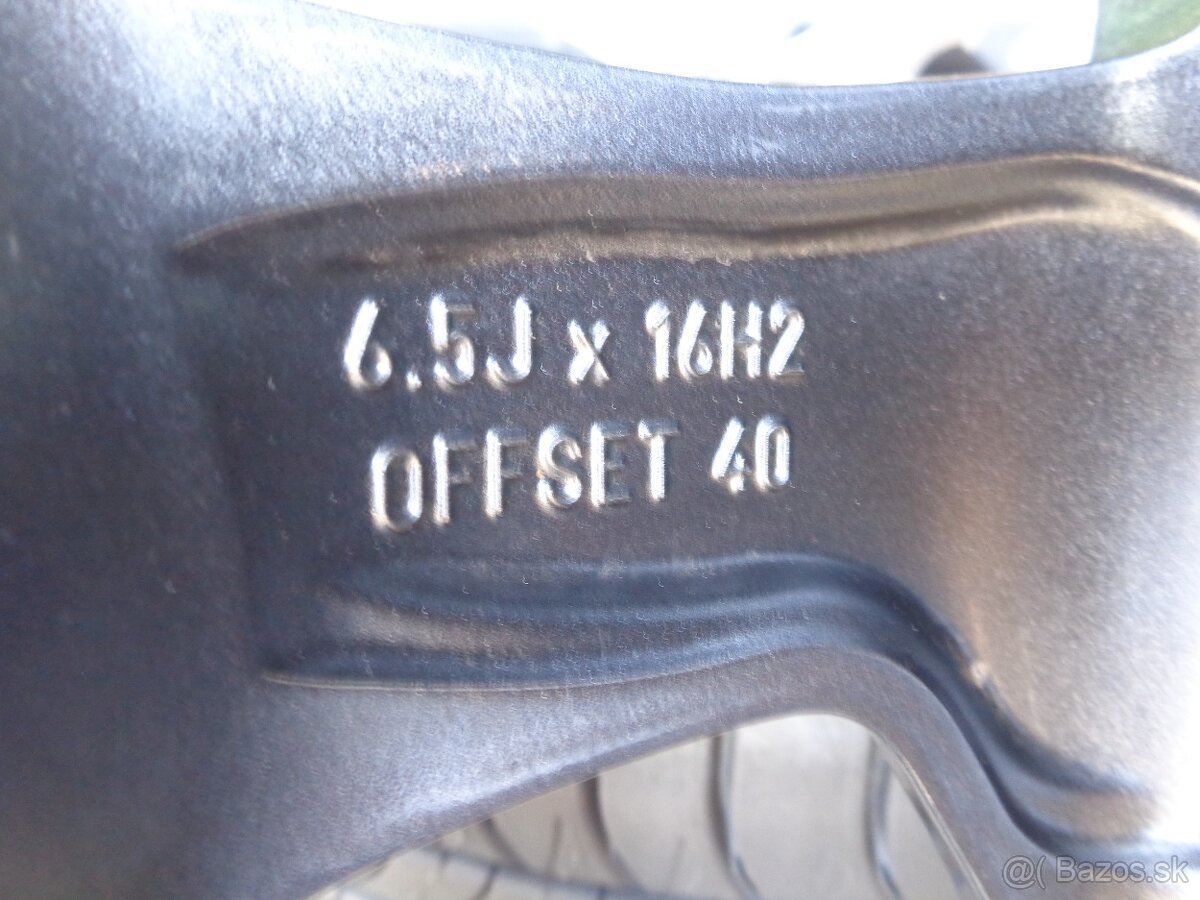 6.5J x 16H2
OFFSET 40
@( Bazos.sk